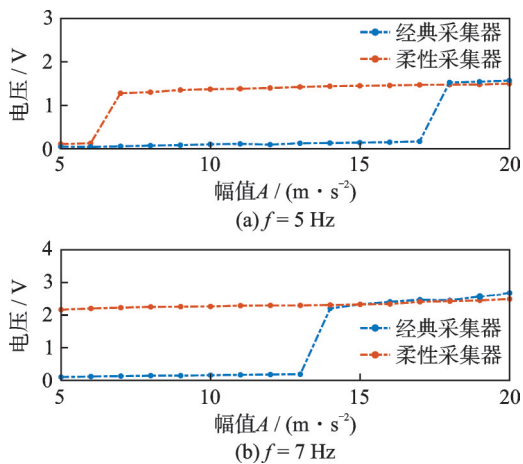 3
2
1
0
电压 / V
经典采集器
柔性采集器
5 10 15 20
幅值A / (m · s⁻²)
(a) f = 5 Hz
4
3
2
1
0
电压 / V
经典采集器
柔性采集器
5 10 15 20
幅值A / (m · s⁻²)
(b) f = 7 Hz